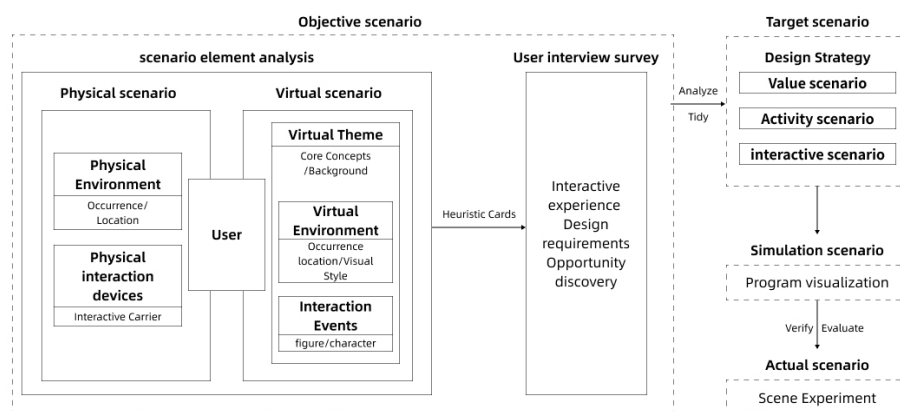 Objective scenario
scenario element analysis
Physical scenario
Physical
Environment
Occurrence/
Location
Physical
interaction
devices
Interactive Carrier
User
Virtual scenario
Virtual Theme
Core Concepts
/Background
Virtual
Environment
Occurrence
location/Visual
Style
Interaction
Events
figure/character
Heuristic Cards
User interview survey
Interactive
experience
Design
requirements
Opportunity
discovery
Analyze
Tidy
Target scenario
Design Strategy
Value scenario
Activity scenario
interactive scenario
Simulation scenario
Program visualization
Verify
Evaluate
Actual scenario
Scene Experiment